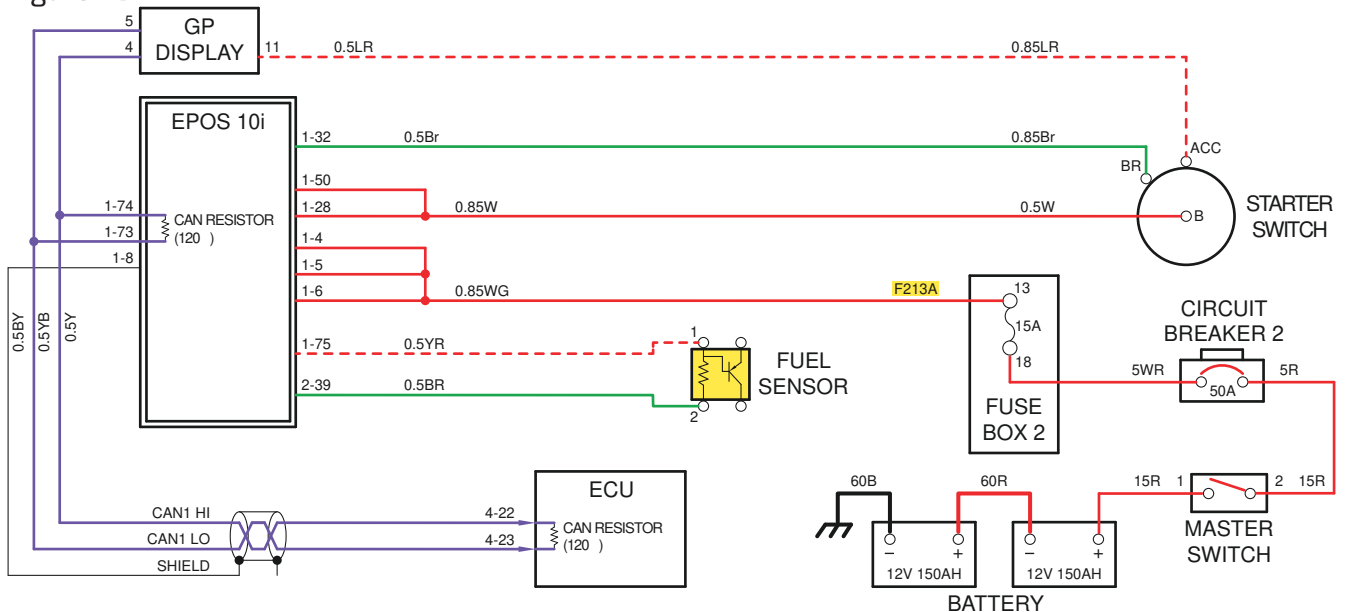 5
4
GP
DISPLAY
11
0.5LR
0.85LR
ACC
EPOS 10i
1-32
0.5Br
0.85Br
BR
1-50
1-28
0.85W
0.5W
B
STARTER
SWITCH
1-74
1-73
1-8
CAN RESISTOR
(120 )
1-4
1-5
1-6
0.85WG
F213A
13
15A
18
FUSE
BOX 2
CIRCUIT
BREAKER 2
5WR
50A
5R
0.5BY
0.5YB
0.5Y
1-75
0.5YR
1
FUEL
SENSOR
2-39
0.5BR
2
ECU
CAN1 HI
4-22
CAN RESISTOR
(120 )
CAN1 LO
4-23
SHIELD
60B
60R
15R
1
2
15R
MASTER
SWITCH
−
+
12V 150AH
−
+
12V 150AH
BATTERY